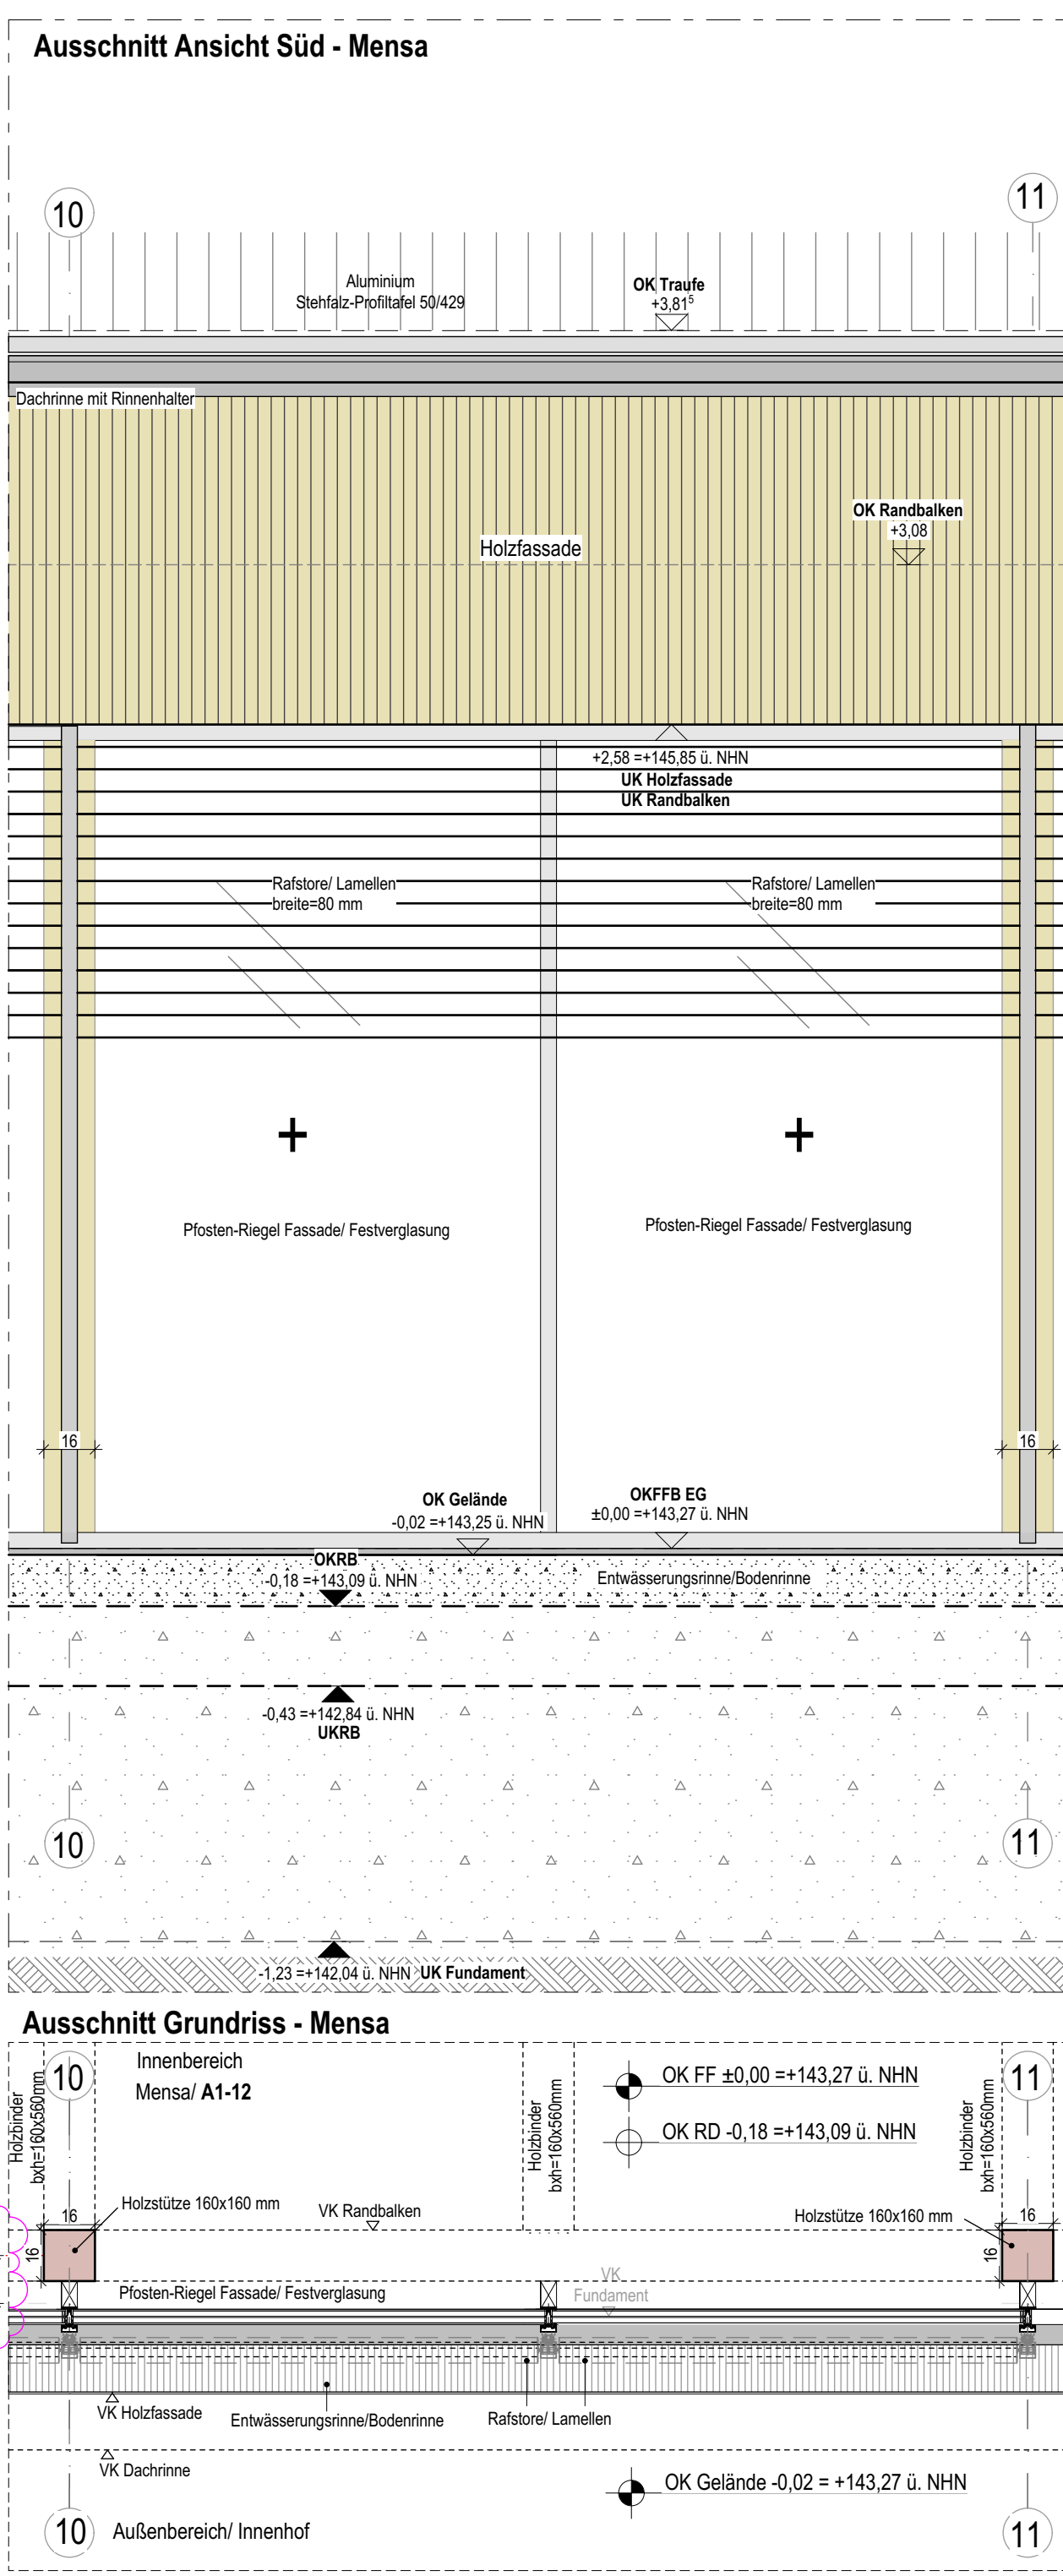 Ausschnitt Ansicht Süd - Mensa
10
11
Aluminium
Stehfalz-Profiltafel 50/429
OK Traufe
+3,81⁵
Dachrinne mit Rinnenhalter
OK Randbalken
+3,08
Holzfassade
+2,58 =+145,85 ü. NHN
UK Holzfassade
UK Randbalken
Rafstore/ Lamellen
breite=80 mm
Rafstore/ Lamellen
breite=80 mm
Pfosten-Riegel Fassade/ Festverglasung
Pfosten-Riegel Fassade/ Festverglasung
16
16
OK Gelände
-0,02 =+143,25 ü. NHN
OKFFB EG
±0,00 =+143,27 ü. NHN
OKRB
-0,18 =+143,09 ü. NHN
Entwässerungsrinne/Bodenrinne
-0,43 =+142,84 ü. NHN
UKRB
10
11
-1,23 =+142,04 ü. NHN UK Fundament
Ausschnitt Grundriss - Mensa
10
Innenbereich
Mensa/ A1-12
OK FF ±0,00 =+143,27 ü. NHN
OK RD -0,18 =+143,09 ü. NHN
11
Holzbinder
bxh=160x560mm
Holzbinder
bxh=160x560mm
Holzbinder
bxh=160x560mm
Holzstütze 160x160 mm
VK Randbalken
Holzstütze 160x160 mm
16
16
16
16
Pfosten-Riegel Fassade/ Festverglasung
VK
Fundament
VK Holzfassade
Entwässerungsrinne/Bodenrinne
Rafstore/ Lamellen
VK Dachrinne
OK Gelände -0,02 = +143,27 ü. NHN
10
Außenbereich/ Innenhof
11